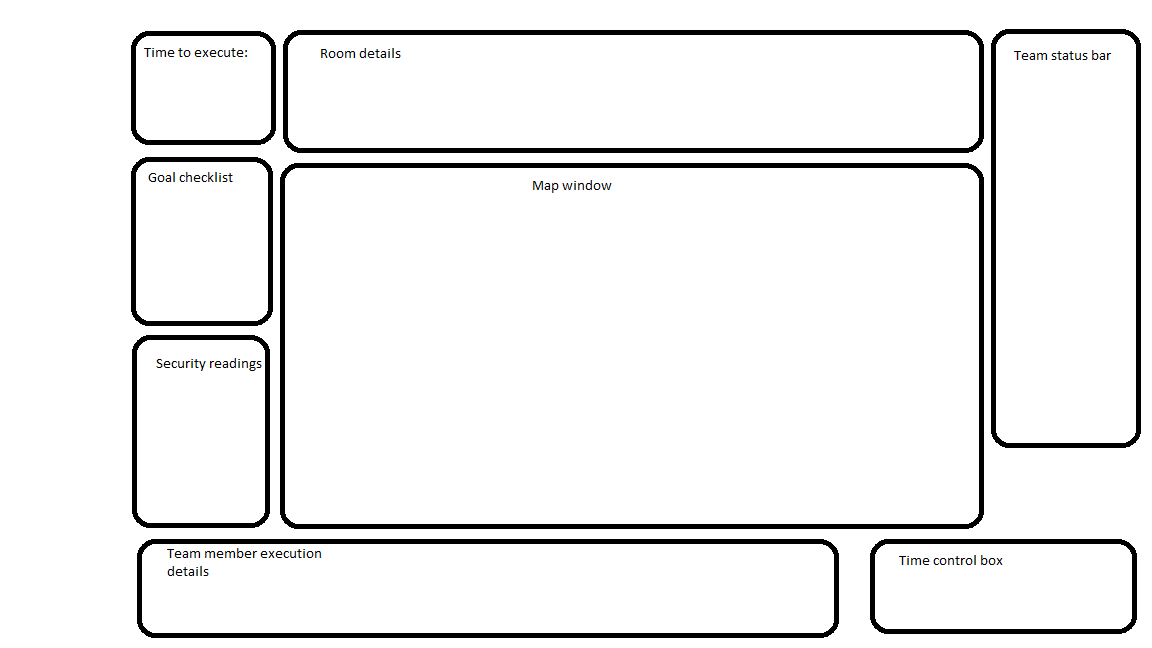 Time to execute:
Room details
Team status bar
Goal checklist
Map window
Security readings
Team member execution
details
Time control box